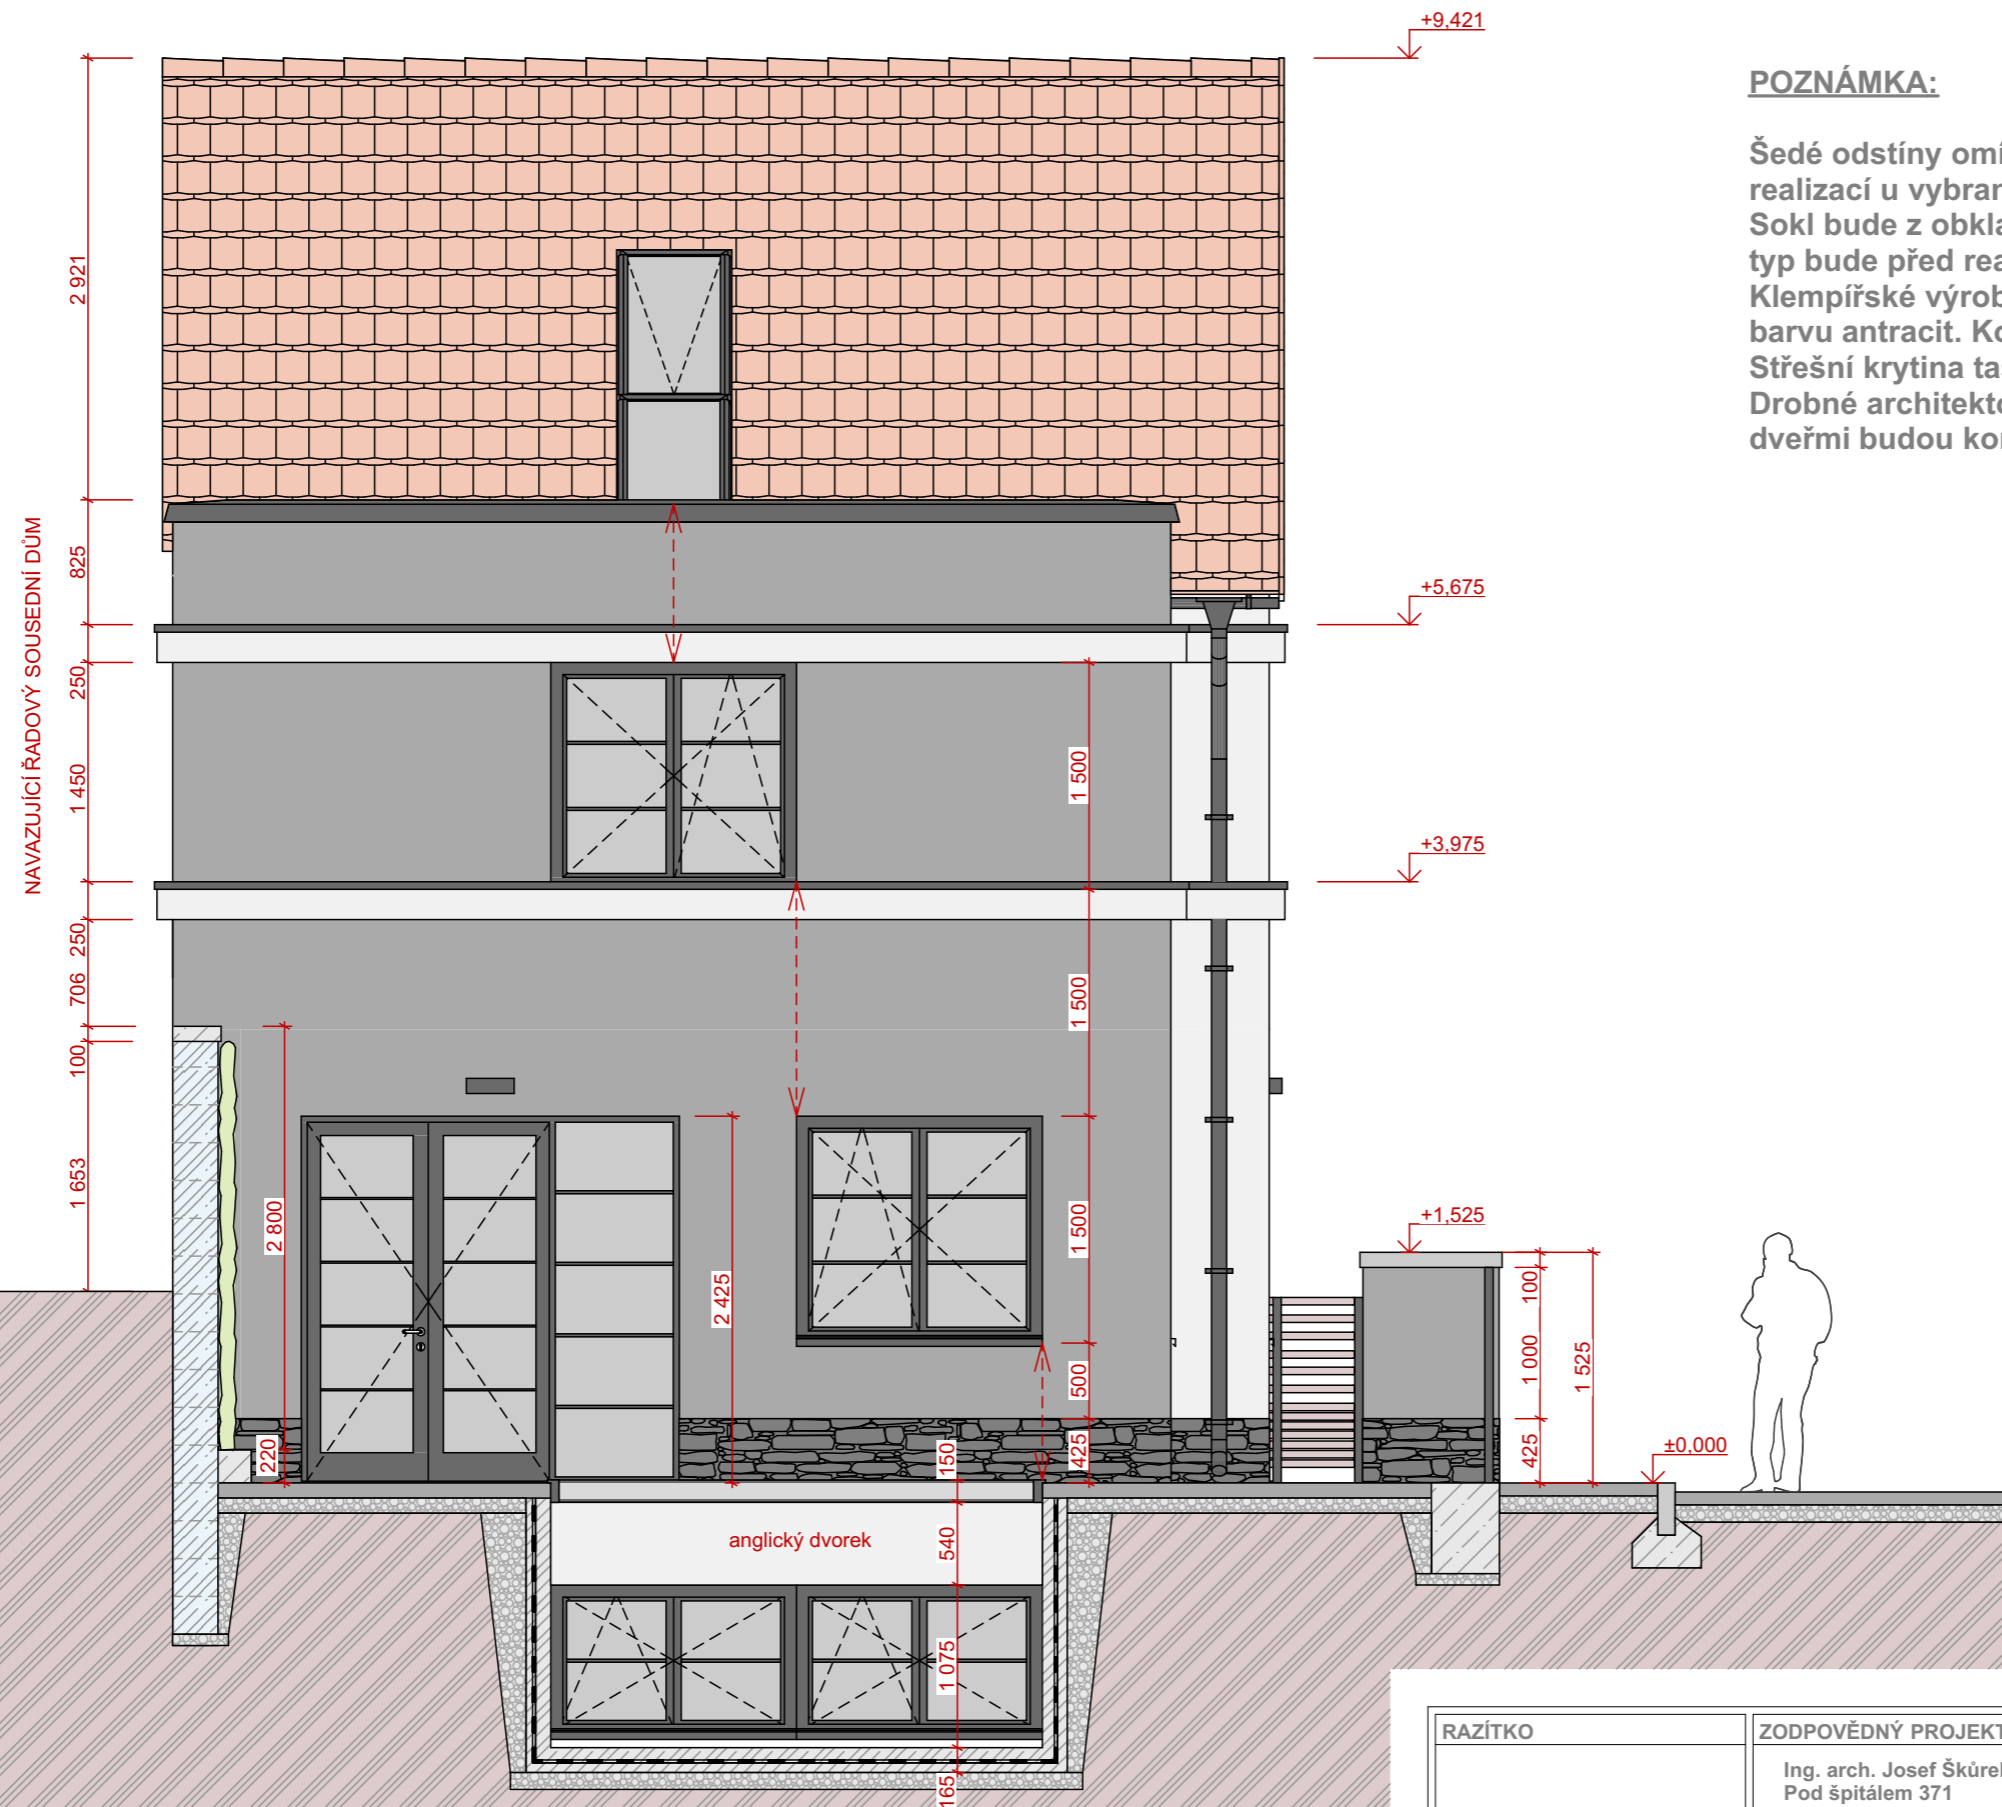 +9,421
POZNÁMKA:
Šedé odstíny omí
realizací u vybran
Sokl bude z obkla
typ bude před rea
Klempířské výrob
barvu antracit. Ko
Střešní krytina ta
Drobné architekto
dveřmi budou kon
NAVAZUJÍCÍ ŘADOVÝ SOUSEDNÍ DŮM
2 921
825
250
1 450
250
706
100
1 653
+5,675
+3,975
+1,525
±0,000
1 500
1 500
1 500
500
425
2 800
220
2 425
150
540
1 075
165
100
1 000
425
1 525
anglický dvorek
RAZÍTKO
ZODPOVĚDNÝ PROJEKT
Ing. arch. Josef Škůrek
Pod špitálem 371